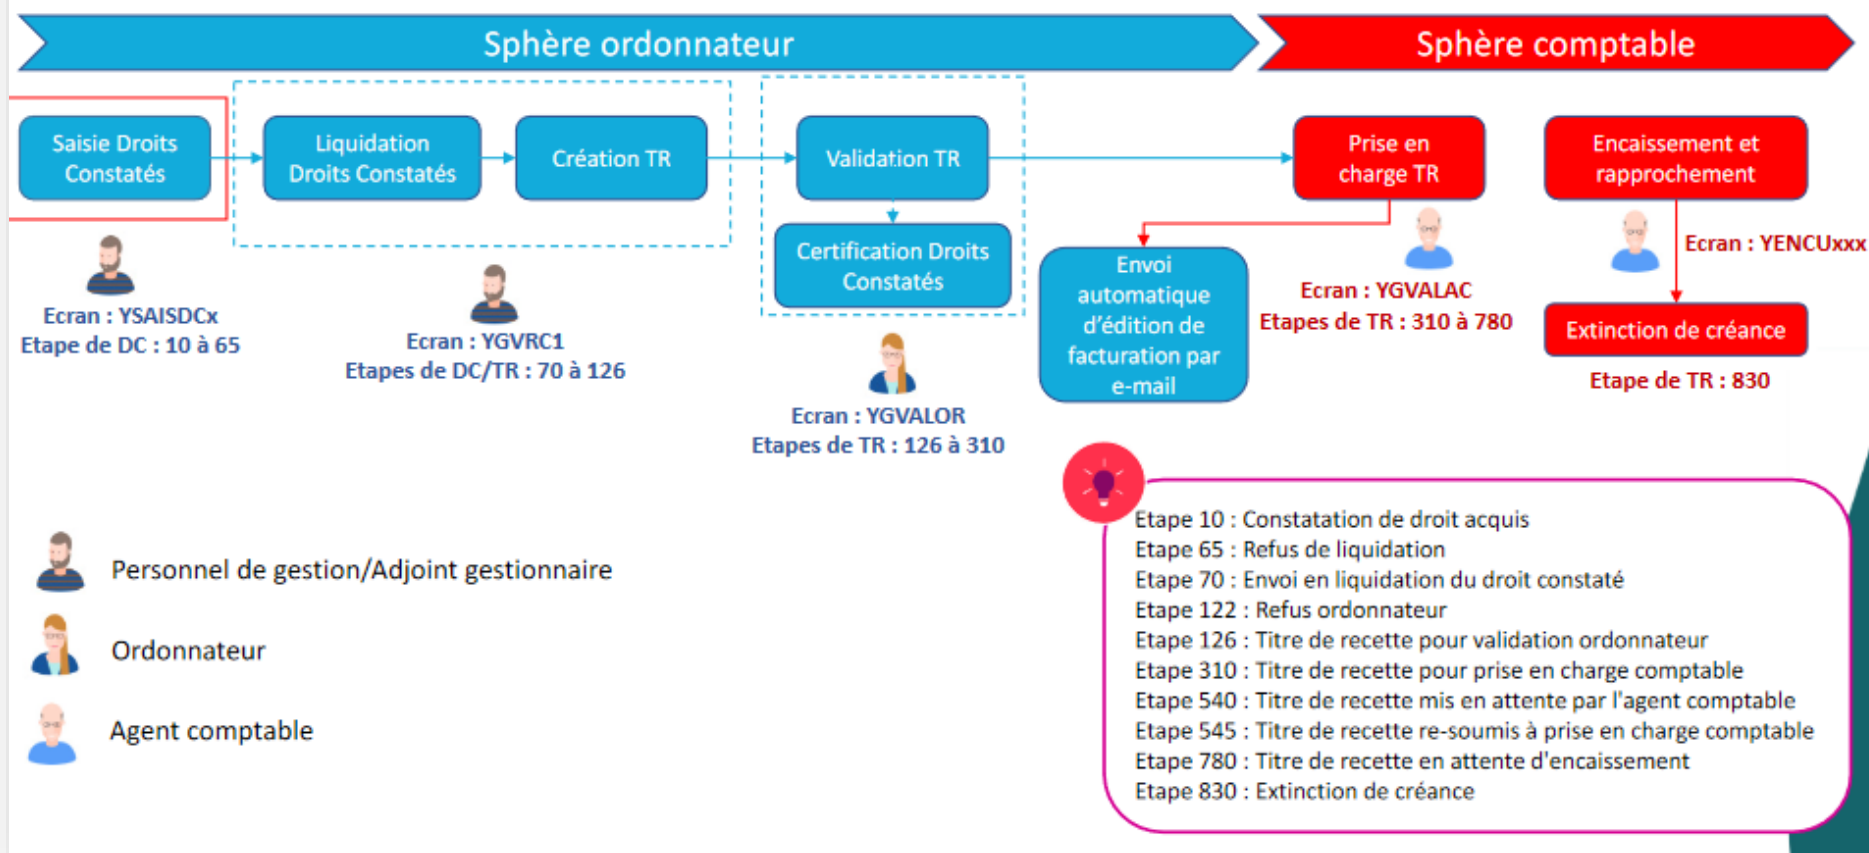 Sphère ordonnateur
Sphère comptable
Saisie Droits
Constatés
Liquidation
Droits Constatés
Création TR
Validation TR
Prise en
charge TR
Encaissement et
rapprochement
Certification Droits
Constatés
Envoi
automatique
d'édition de
facturation par
e-mail
Ecran : YENCUxxx
Extinction de créance
Etape de TR : 830
Ecran : YSAISDCx
Etape de DC : 10 à 65
Ecran : YGVRC1
Etapes de DC/TR : 70 à 126
Ecran : YGVALOR
Etapes de TR : 126 à 310
Ecran : YGVALAC
Etapes de TR : 310 à 780
Personnel de gestion/Adjoint gestionnaire
Ordonnateur
Agent comptable
Etape 10 : Constatation de droit acquis
Etape 65 : Refus de liquidation
Etape 70 : Envoi en liquidation du droit constaté
Etape 122 : Refus ordonnateur
Etape 126 : Titre de recette pour validation ordonnateur
Etape 310 : Titre de recette pour prise en charge comptable
Etape 540 : Titre de recette mis en attente par l'agent comptable
Etape 545 : Titre de recette re-soumis à prise en charge comptable
Etape 780 : Titre de recette en attente d'encaissement
Etape 830 : Extinction de créance